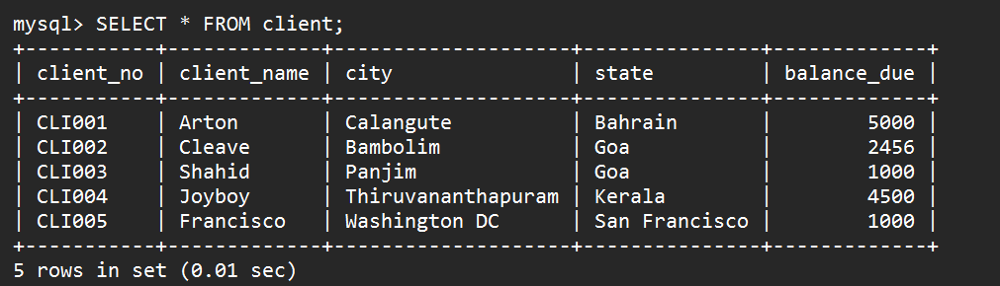 mysql> SELECT * FROM client;
+-----------+-------------+--------------------+---------------+-------------+
| client_no | client_name | city               | state         | balance_due |
+-----------+-------------+--------------------+---------------+-------------+
| CLI001    | Arton       | Calangute          | Bahrain       |        5000 |
| CLI002    | Cleave      | Bambolim           | Goa           |        2456 |
| CLI003    | Shahid      | Panjim             | Goa           |        1000 |
| CLI004    | Joyboy      | Thiruvananthapuram | Kerala        |        4500 |
| CLI005    | Francisco   | Washington DC      | San Francisco |        1000 |
+-----------+-------------+--------------------+---------------+-------------+
5 rows in set (0.01 sec)